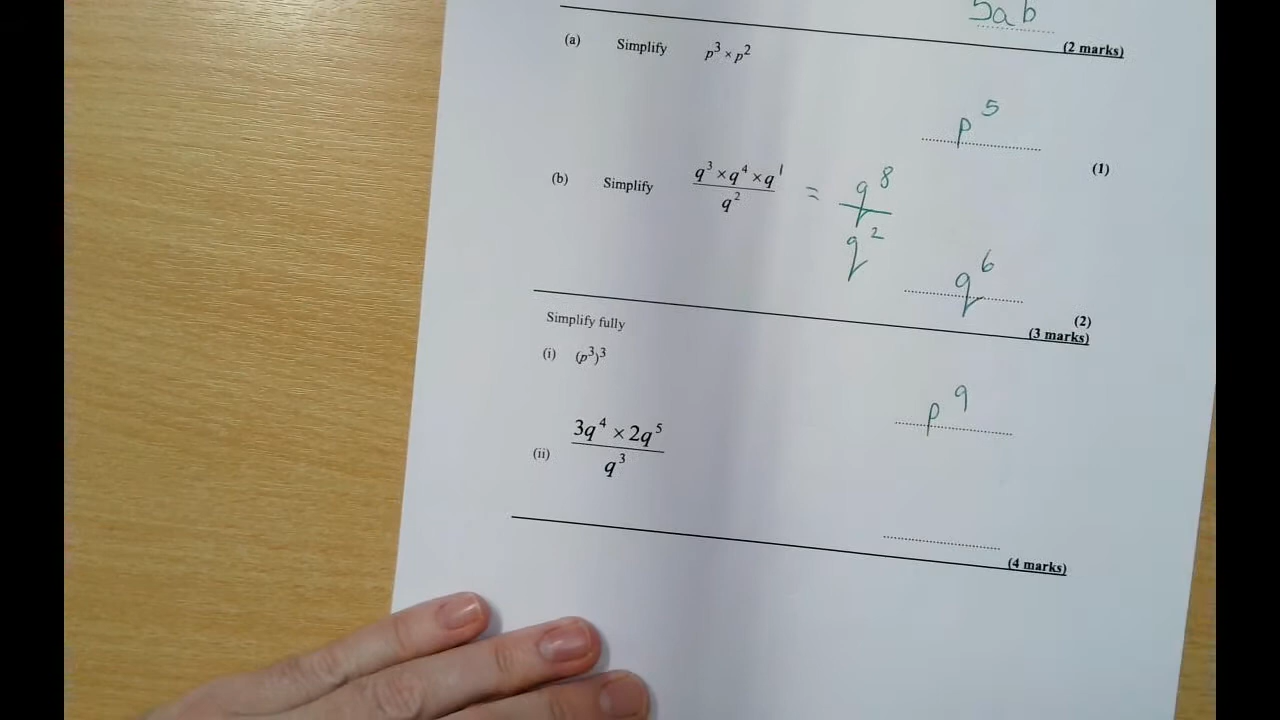 5ab
(2 marks)
(a) Simplify p³ × p²
p⁵
(1)
(b) Simplify (q³ × q⁴ × q¹)/q² = q⁸/q²
q⁶
(2)
(3 marks)
Simplify fully
(i) (p³)³
p⁹
(ii) (3q⁴ × 2q⁵)/q³
(4 marks)